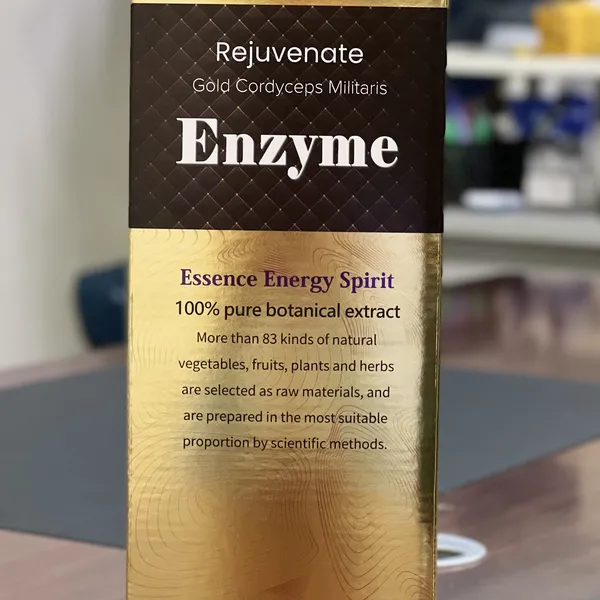 Rejuvenate
Gold Cordyceps Militaris
Enzyme
Essence Energy Spirit
100% pure botanical extract
More than 83 kinds of natural
vegetables, fruits, plants and herbs
are selected as raw materials, and
are prepared in the most suitable
proportion by scientific methods.